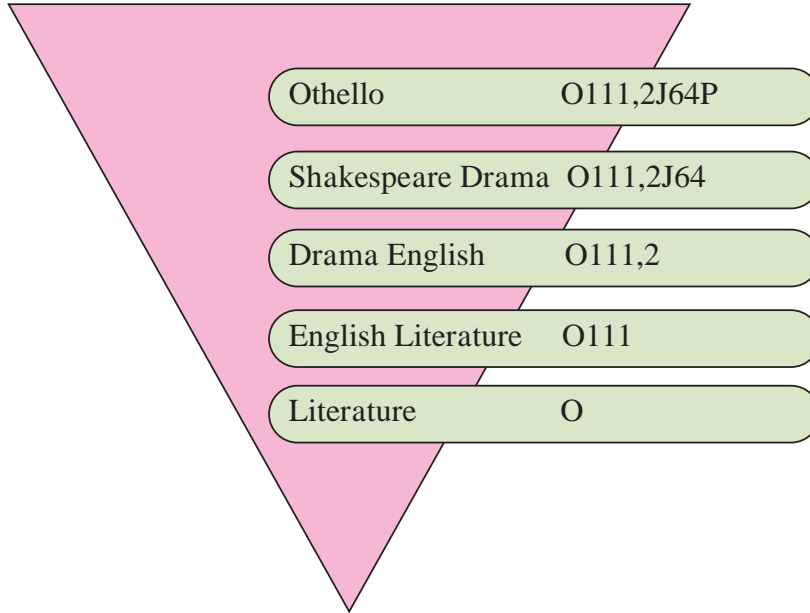 Othello O111,2J64P
Shakespeare Drama O111,2J64
Drama English O111,2
English Literature O111
Literature O